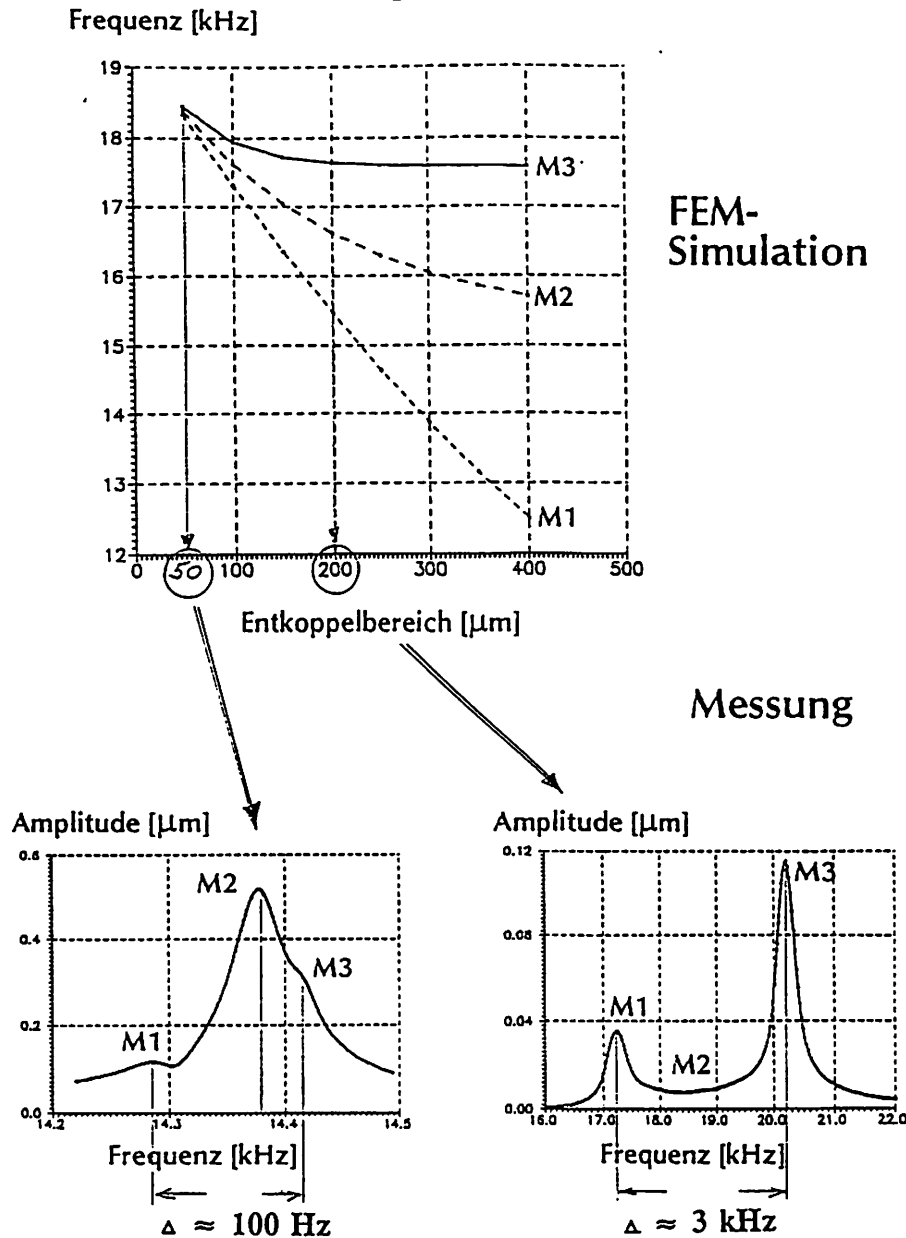 Frequenz [kHz]
19
18
17
16
15
14
13
12
M3
M2
M1
FEM-
Simulation
0 50 100 200 300 400 500
Entkoppelbereich [µm]
Messung
Amplitude [µm]
0.6
0.4
0.2
0.0
M2
M3
M1
14.2 14.3 14.4 14.5
Frequenz [kHz]
Δ ≈ 100 Hz
Amplitude [µm]
0.12
0.08
0.04
0.00
M3
M1
M2
16.0 17.0 18.0 19.0 20.0 21.0 22.0
Frequenz [kHz]
Δ ≈ 3 kHz